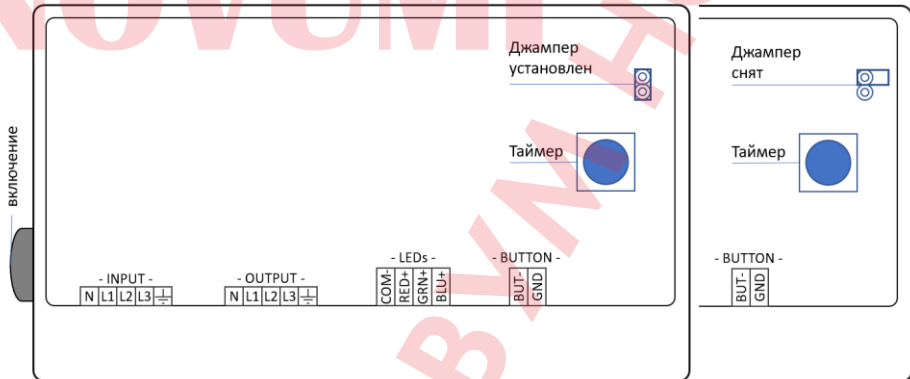 Джампер
установлен
Таймер
включение
- INPUT -
N L1 L2 L3
- OUTPUT -
N L1 L2 L3
- LEDs -
COM- RED+ GRN+ BLU+
- BUTTON -
BUT- GND
Джампер
снят
Таймер
- BUTTON -
BUT- GND